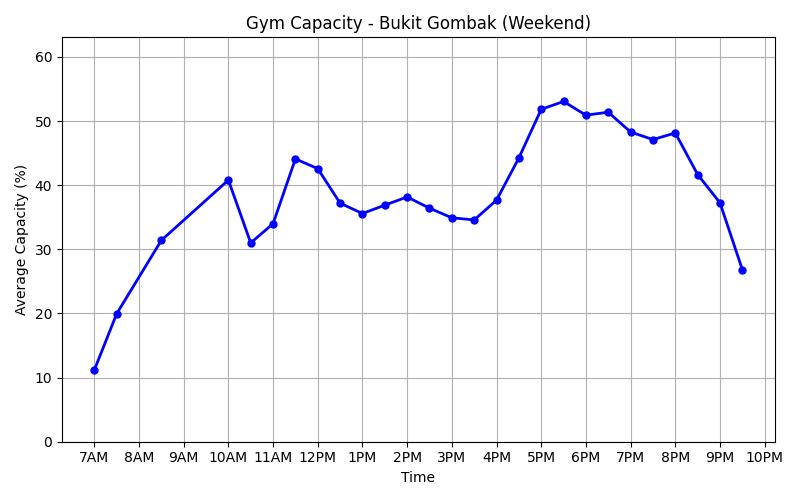 Gym Capacity - Bukit Gombak (Weekend)
60
50
40
30
20
10
0
Average Capacity (%)
7AM 8AM 9AM 10AM 11AM 12PM 1PM 2PM 3PM 4PM 5PM 6PM 7PM 8PM 9PM 10PM
Time